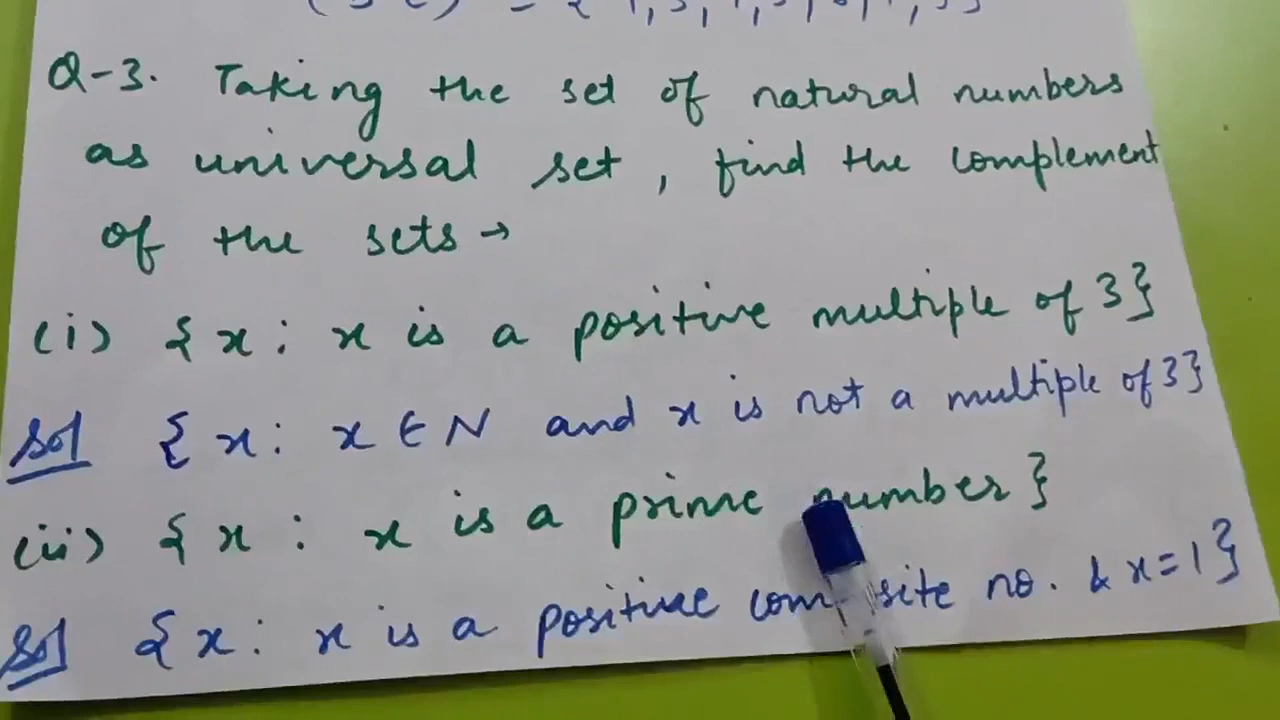 Q-3. Taking the set of natural numbers
as universal set, find the complement
of the sets →
(i) {x : x is a positive multiple of 3}
Sol {x : x ∈ N and x is not a multiple of 3}
(ii) {x : x is a prime number}
Sol {x : x is a positive composite no. & x = 1}